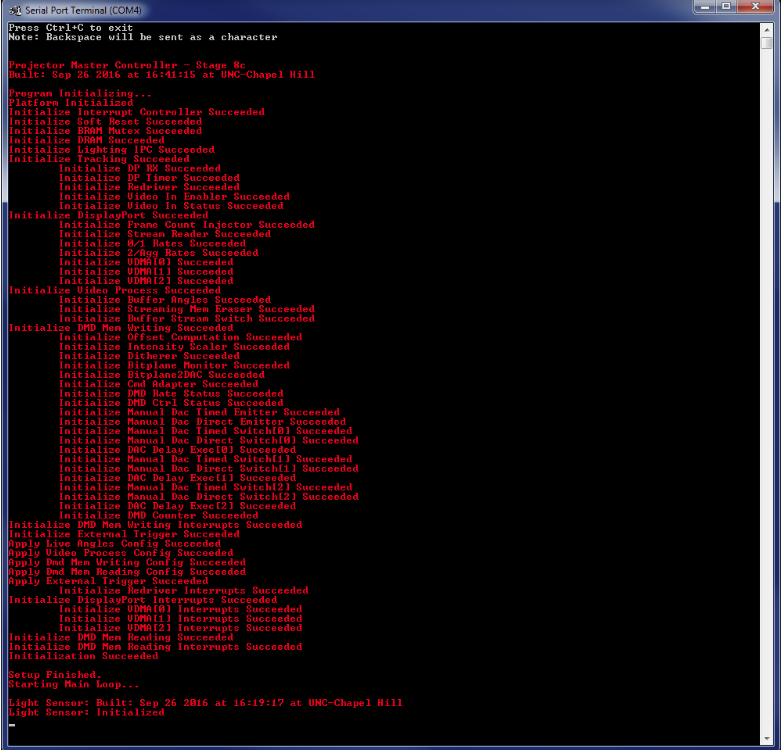 Serial Port Terminal (COM4)
Press Ctrl+C to exit
Note: Backspace will be sent as a character
Projector Master Controller - Stage 8c
Built: Sep 26 2016 at 16:41:15 at UNC-Chapel Hill
Program Initializing...
Platform Initialized
Initialize Interrupt Controller Succeeded
Initialize Soft Reset Succeeded
Initialize BRAM Mutex Succeeded
Initialize DRAM Succeeded
Initialize Lighting IPC Succeeded
Initialize Tracking Succeeded
Initialize DP RX Succeeded
Initialize DP Timer Succeeded
Initialize Redriver Succeeded
Initialize Video In Enabler Succeeded
Initialize Video In Status Succeeded
Initialize DisplayPort Succeeded
Initialize Frame Count Injector Succeeded
Initialize Stream Reader Succeeded
Initialize 0/1 Rates Succeeded
Initialize 2/Agg Rates Succeeded
Initialize VDMA[0] Succeeded
Initialize VDMA[1] Succeeded
Initialize VDMA[2] Succeeded
Initialize Video Process Succeeded
Initialize Buffer Angles Succeeded
Initialize Streaming Mem Eraser Succeeded
Initialize Buffer Stream Switch Succeeded
Initialize DMD Mem Writing Succeeded
Initialize Offset Computation Succeeded
Initialize Intensity Scaler Succeeded
Initialize Ditherer Succeeded
Initialize Bitplane Monitor Succeeded
Initialize Bitplane2DAC Succeeded
Initialize Cmd Adapter Succeeded
Initialize DMD Rate Status Succeeded
Initialize DMD Ctrl Status Succeeded
Initialize Manual Dac Timed Emitter Succeeded
Initialize Manual Dac Direct Emitter Succeeded
Initialize Manual Dac Timed Switch[0] Succeeded
Initialize Manual Dac Direct Switch[0] Succeeded
Initialize DAC Delay Exec[0] Succeeded
Initialize Manual Dac Timed Switch[1] Succeeded
Initialize Manual Dac Direct Switch[1] Succeeded
Initialize DAC Delay Exec[1] Succeeded
Initialize Manual Dac Timed Switch[2] Succeeded
Initialize Manual Dac Direct Switch[2] Succeeded
Initialize DAC Delay Exec[2] Succeeded
Initialize DMD Counter Succeeded
Initialize DMD Mem Writing Interrupts Succeeded
Initialize External Trigger Succeeded
Apply Live Angles Config Succeeded
Apply Video Process Config Succeeded
Apply Dmd Mem Writing Config Succeeded
Apply Dmd Mem Reading Config Succeeded
Apply External Trigger Succeeded
Initialize Redriver Interrupts Succeeded
Initialize DisplayPort Interrupts Succeeded
Initialize VDMA[0] Interrupts Succeeded
Initialize VDMA[1] Interrupts Succeeded
Initialize VDMA[2] Interrupts Succeeded
Initialize DMD Mem Reading Succeeded
Initialize DMD Mem Reading Interrupts Succeeded
Initialization Succeeded
Setup Finished.
Starting Main Loop...
Light Sensor: Built: Sep 26 2016 at 16:19:17 at UNC-Chapel Hill
Light Sensor: Initialized